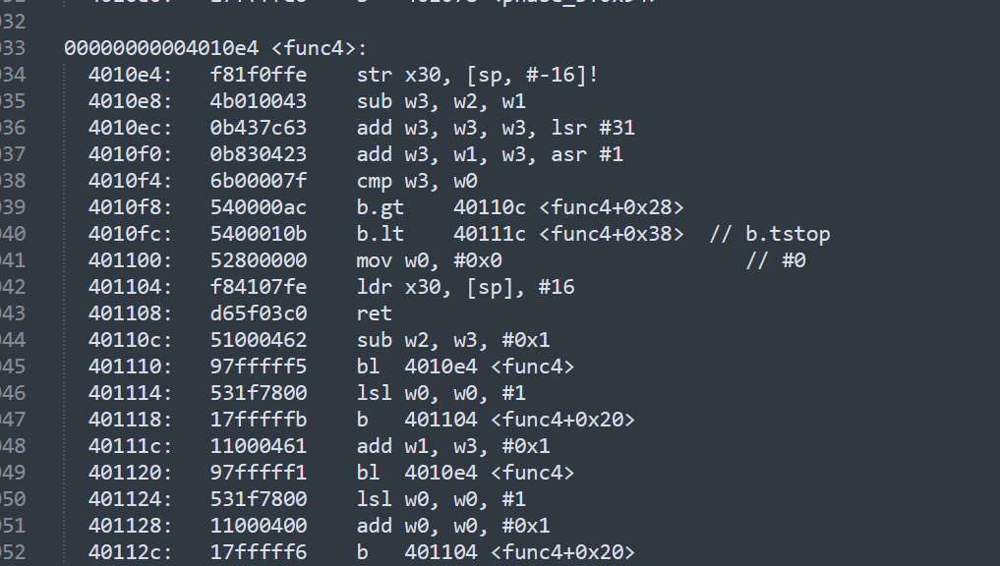 032
033 00000000004010e4 <func4>:
034 4010e4: f81f0ffe str x30, [sp, #-16]!
035 4010e8: 4b010043 sub w3, w2, w1
036 4010ec: 0b437c63 add w3, w3, w3, lsr #31
037 4010f0: 0b830423 add w3, w1, w3, asr #1
038 4010f4: 6b00007f cmp w3, w0
039 4010f8: 540000ac b.gt 40110c <func4+0x28>
040 4010fc: 5400010b b.lt 40111c <func4+0x38> // b.tstop
041 401100: 52800000 mov w0, #0x0 // #0
042 401104: f84107fe ldr x30, [sp], #16
043 401108: d65f03c0 ret
044 40110c: 51000462 sub w2, w3, #0x1
045 401110: 97fffff5 bl 4010e4 <func4>
046 401114: 531f7800 lsl w0, w0, #1
047 401118: 17fffffb b 401104 <func4+0x20>
048 40111c: 11000461 add w1, w3, #0x1
049 401120: 97fffff1 bl 4010e4 <func4>
050 401124: 531f7800 lsl w0, w0, #1
051 401128: 11000400 add w0, w0, #0x1
052 40112c: 17fffff6 b 401104 <func4+0x20>